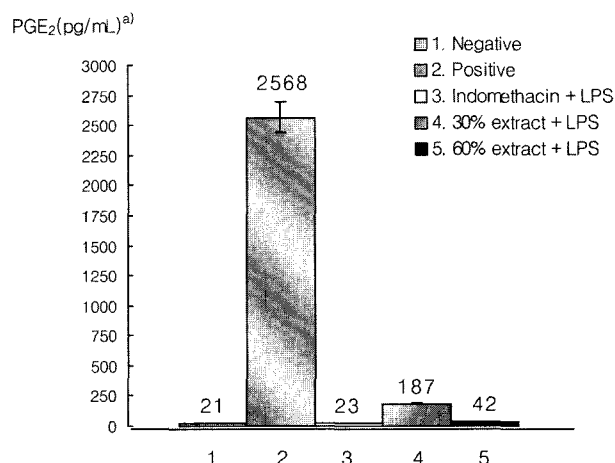 PGE₂(pg/mL)ᵃ⁾
1. Negative
2. Positive
3. Indomethacin + LPS
4. 30% extract + LPS
5. 60% extract + LPS
3000
2750
2500
2250
2000
1750
1500
1250
1000
750
500
250
0
21
2568
23
187
42
1 2 3 4 5